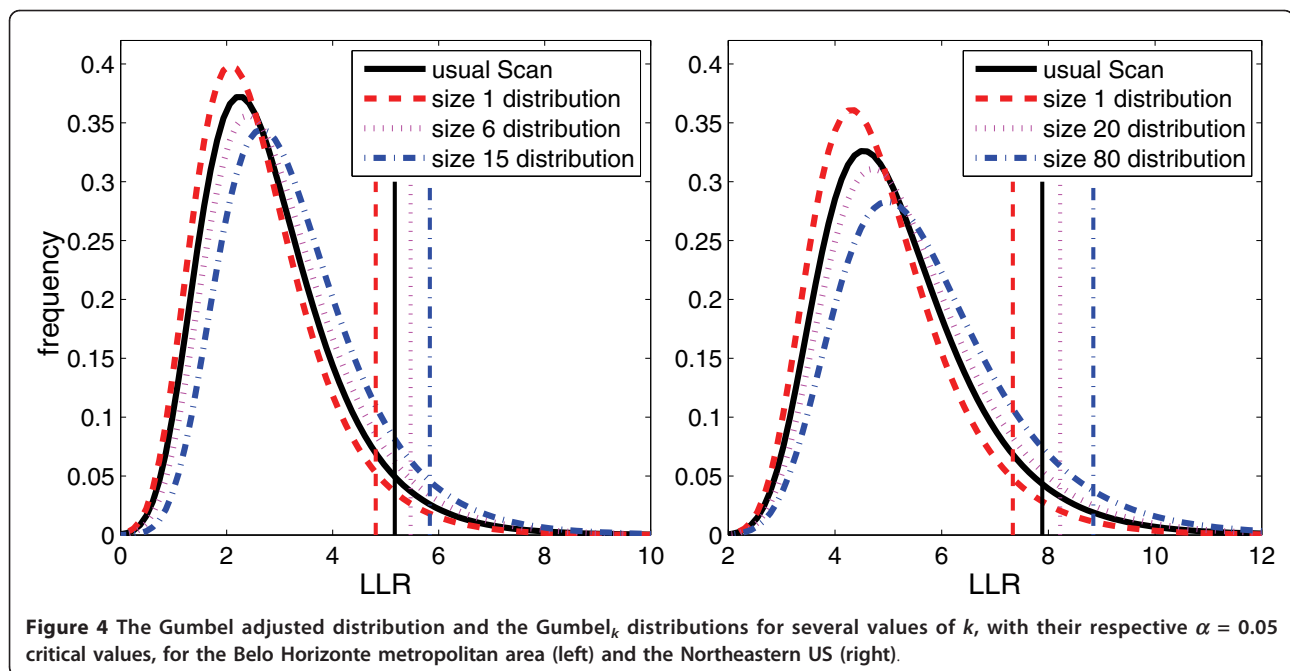 0.4
0.35
0.3
0.25
0.2
0.15
0.1
0.05
0
frequency
0 2 4 6 8 10
LLR
usual Scan
size 1 distribution
size 6 distribution
size 15 distribution
0.4
0.35
0.3
0.25
0.2
0.15
0.1
0.05
0
2 4 6 8 10 12
LLR
usual Scan
size 1 distribution
size 20 distribution
size 80 distribution
Figure 4 The Gumbel adjusted distribution and the Gumbelₖ distributions for several values of k, with their respective α = 0.05
critical values, for the Belo Horizonte metropolitan area (left) and the Northeastern US (right).